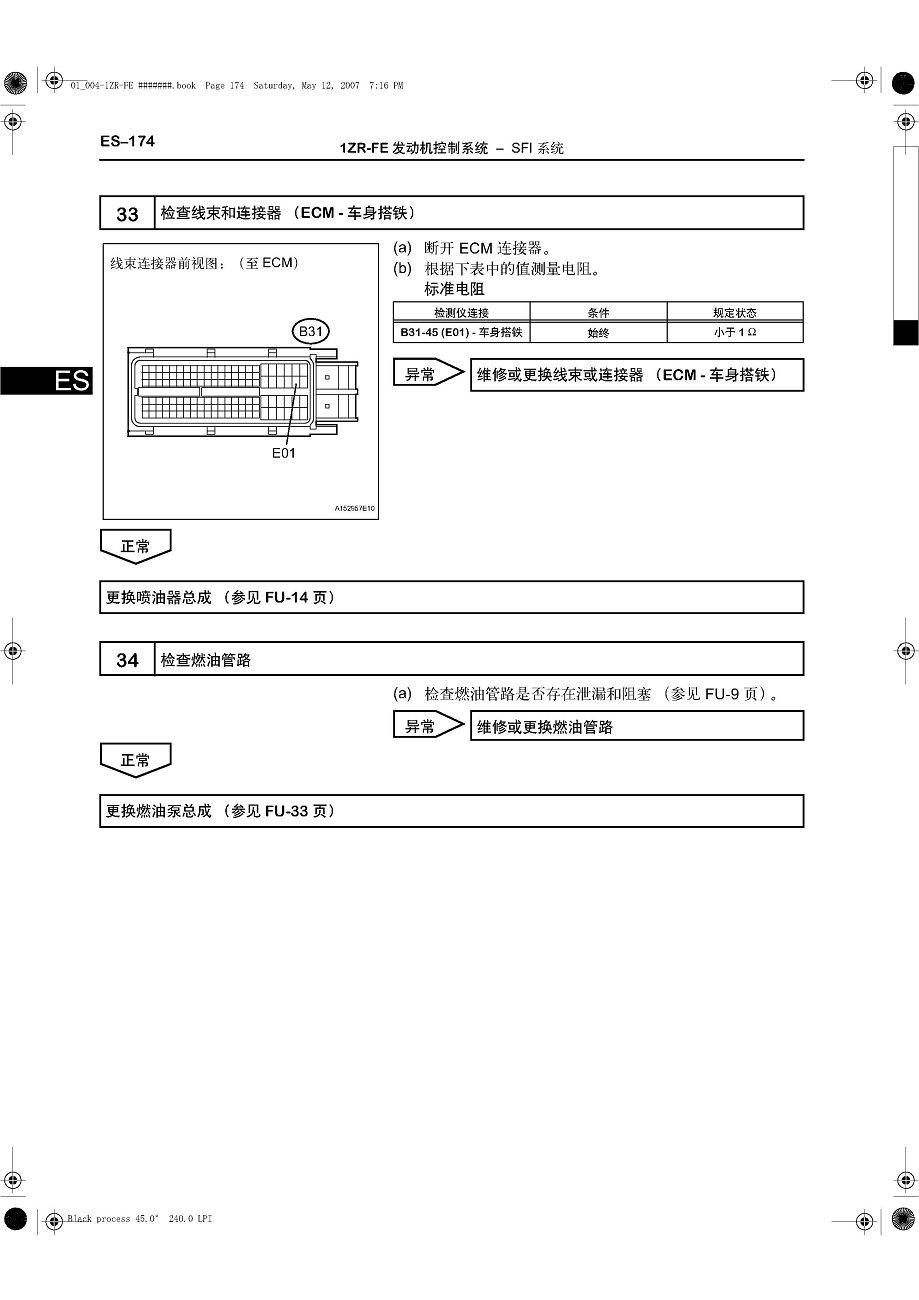 01_004-1ZR-FE #######.book Page 174 Saturday, May 12, 2007 7:16 PM
ES–174
1ZR-FE 发动机控制系统 – SFI 系统
33 检查线束和连接器 （ECM - 车身搭铁）
线束连接器前视图：（至 ECM）
B31
E01
A152957E10
(a) 断开 ECM 连接器。
(b) 根据下表中的值测量电阻。
标准电阻
检测仪连接 条件 规定状态
B31-45 (E01) - 车身搭铁 始终 小于 1 Ω
异常 维修或更换线束或连接器 （ECM - 车身搭铁）
ES
正常
更换喷油器总成 （参见 FU-14 页）
34 检查燃油管路
(a) 检查燃油管路是否存在泄漏和阻塞 （参见 FU-9 页）。
异常 维修或更换燃油管路
正常
更换燃油泵总成 （参见 FU-33 页）
Black process 45.0° 240.0 LPI